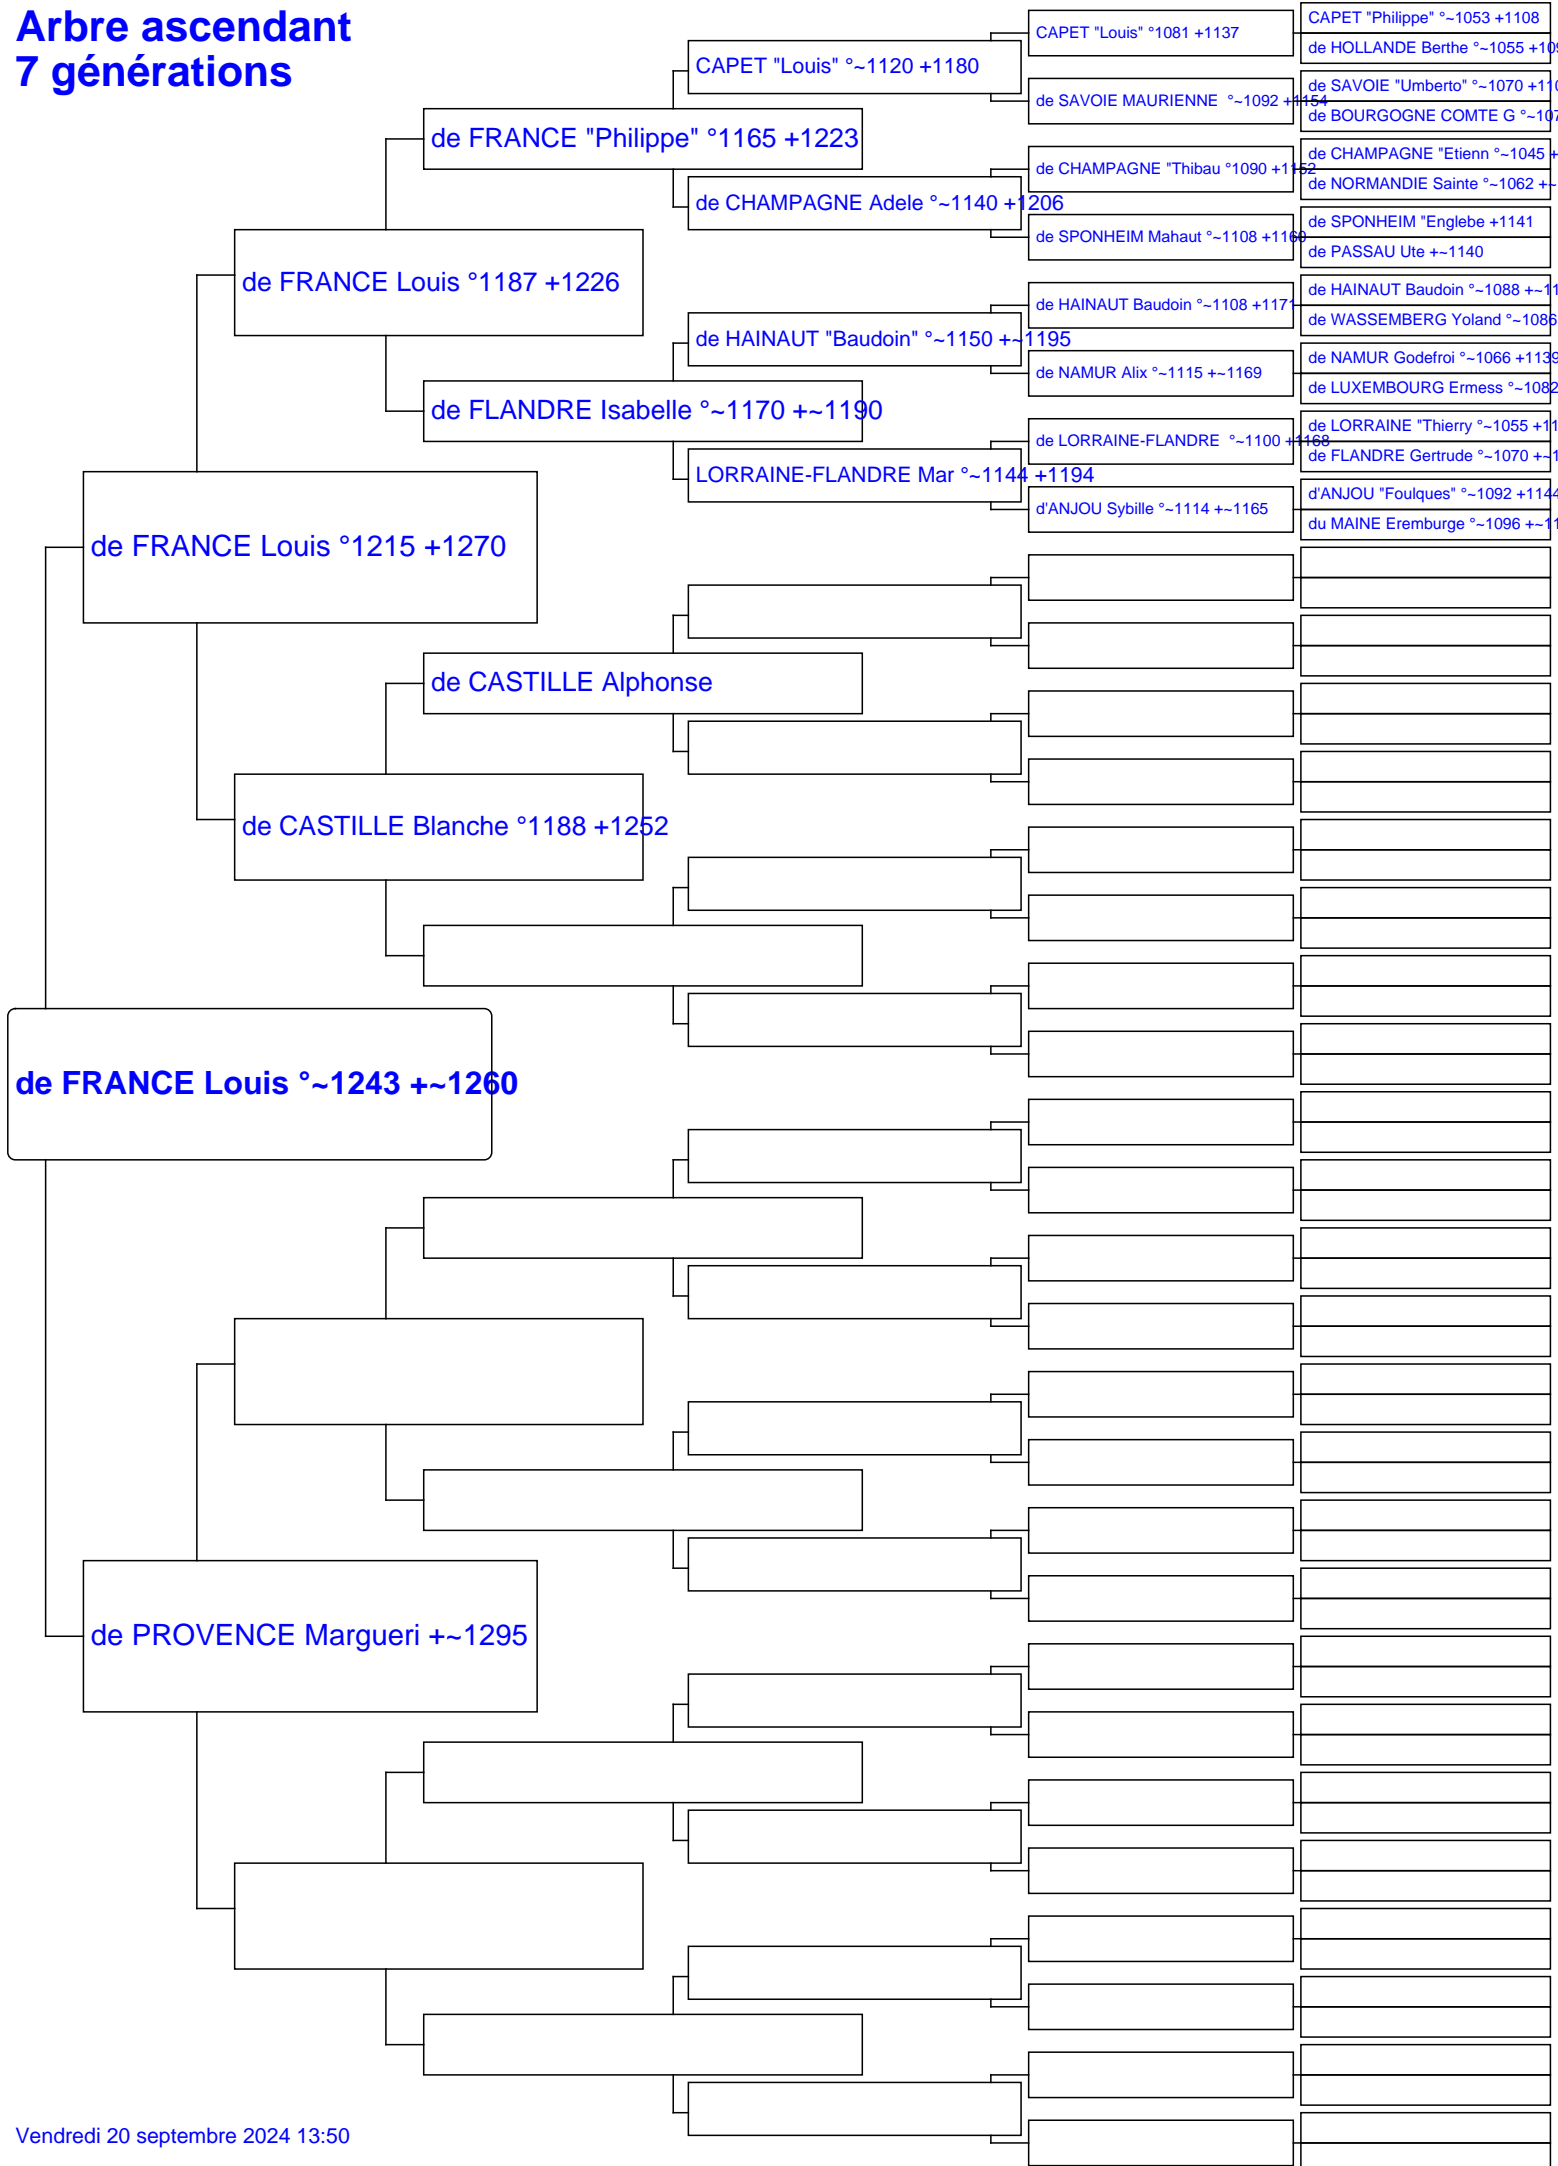 Arbre ascendant
7 générations
CAPET "Philippe" °~1053 +1108
CAPET "Louis" °1081 +1137
de HOLLANDE Berthe °~1055 +109
CAPET "Louis" °~1120 +1180
de SAVOIE "Umberto" °~1070 +110
de SAVOIE MAURIENNE  °~1092 +1154
de BOURGOGNE COMTE G °~107
de FRANCE "Philippe" °1165 +1223
de CHAMPAGNE "Etienn °~1045 +
de CHAMPAGNE "Thibau °1090 +1152
de NORMANDIE Sainte °~1062 +~
de CHAMPAGNE Adele °~1140 +1206
de SPONHEIM "Englebe +1141
de SPONHEIM Mahaut °~1108 +1160
de PASSAU Ute +~1140
de FRANCE Louis °1187 +1226
de HAINAUT Baudoin °~1088 +~11
de HAINAUT Baudoin °~1108 +1171
de WASSEMBERG Yoland °~1086
de HAINAUT "Baudoin" °~1150 +~1195
de NAMUR Godefroi °~1066 +1139
de NAMUR Alix °~1115 +~1169
de LUXEMBOURG Ermess °~1082
de FLANDRE Isabelle °~1170 +~1190
de LORRAINE "Thierry °~1055 +11
de LORRAINE-FLANDRE  °~1100 +1168
de FLANDRE Gertrude °~1070 +~1
LORRAINE-FLANDRE Mar °~1144 +1194
d'ANJOU "Foulques" °~1092 +1144
d'ANJOU Sybille °~1114 +~1165
du MAINE Eremburge °~1096 +~11
de FRANCE Louis °1215 +1270
de CASTILLE Alphonse
de CASTILLE Blanche °1188 +1252
de FRANCE Louis °~1243 +~1260
de PROVENCE Margueri +~1295
Vendredi 20 septembre 2024 13:50